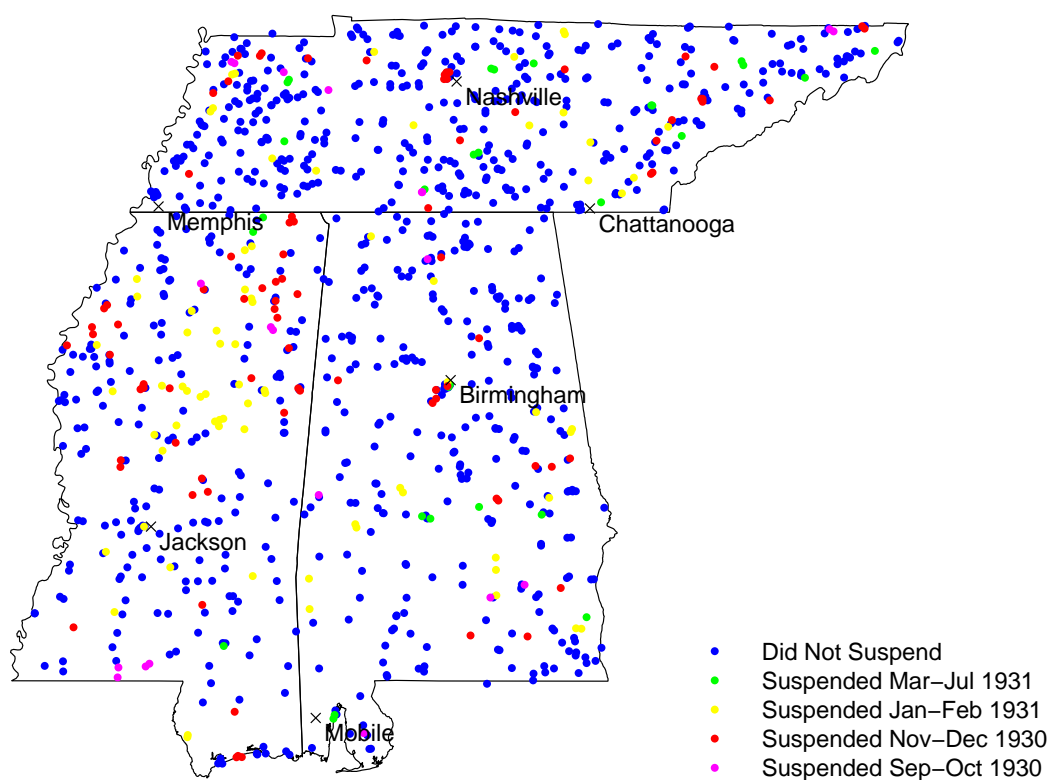 Nashville
Memphis
Chattanooga
Birmingham
Jackson
Mobile
Did Not Suspend
Suspended Mar−Jul 1931
Suspended Jan−Feb 1931
Suspended Nov−Dec 1930
Suspended Sep−Oct 1930